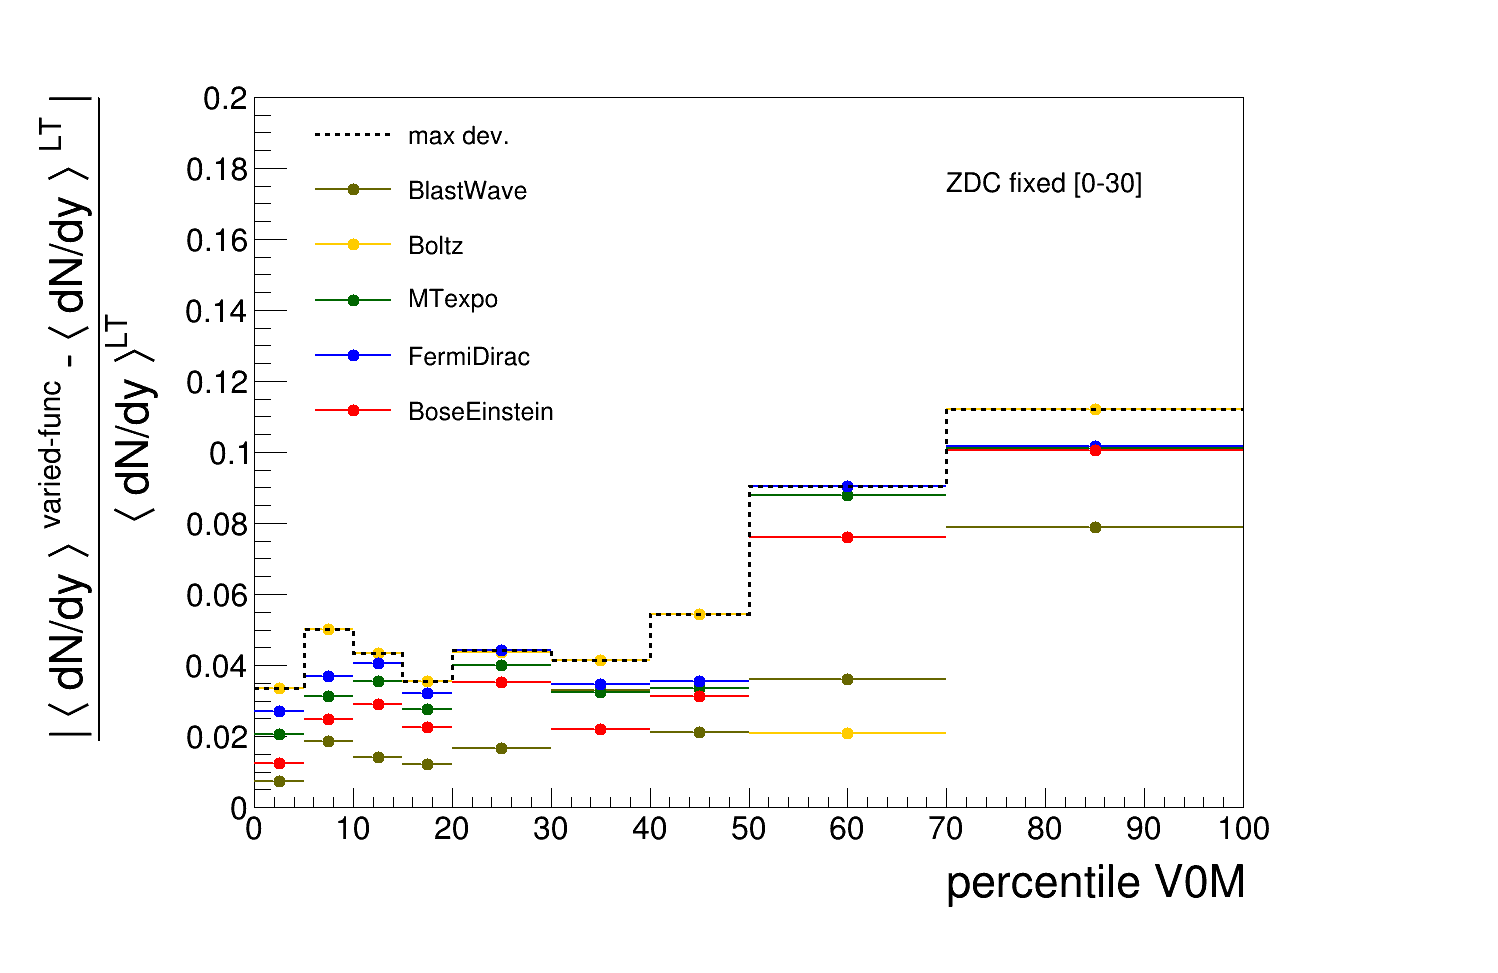 | ⟨ dN/dy ⟩ varied-func - ⟨ dN/dy ⟩ LT |
⟨ dN/dy ⟩ LT
0.2
0.18
0.16
0.14
0.12
0.1
0.08
0.06
0.04
0.02
0
max dev.
BlastWave
Boltz
MTexpo
FermiDirac
BoseEinstein
ZDC fixed [0-30]
0 10 20 30 40 50 60 70 80 90 100
percentile V0M